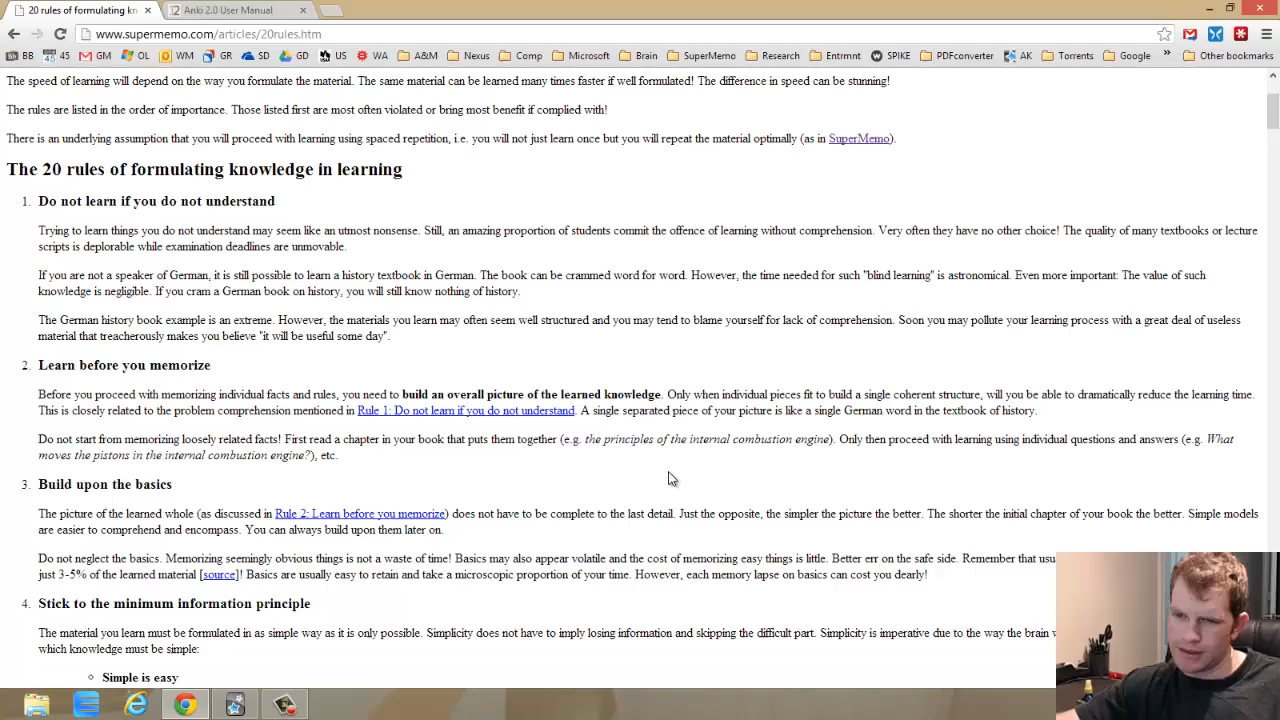 20 rules of formulating kn
Anki 2.0 User Manual
www.supermemo.com/articles/20rules.htm
BB 45 GM OL WM GR SD GD US WA A&M Nexus Comp Microsoft Brain SuperMemo Research Entrmnt SPIKE PDFconverter AK Torrents Google » Other bookmarks
The speed of learning will depend on the way you formulate the material. The same material can be learned many times faster if well formulated! The difference in speed can be stunning!
The rules are listed in the order of importance. Those listed first are most often violated or bring most benefit if complied with!
There is an underlying assumption that you will proceed with learning using spaced repetition, i.e. you will not just learn once but you will repeat the material optimally (as in SuperMemo).
The 20 rules of formulating knowledge in learning
1. Do not learn if you do not understand
Trying to learn things you do not understand may seem like an utmost nonsense. Still, an amazing proportion of students commit the offence of learning without comprehension. Very often they have no other choice! The quality of many textbooks or lecture
scripts is deplorable while examination deadlines are unmovable.
If you are not a speaker of German, it is still possible to learn a history textbook in German. The book can be crammed word for word. However, the time needed for such "blind learning" is astronomical. Even more important: The value of such
knowledge is negligible. If you cram a German book on history, you will still know nothing of history.
The German history book example is an extreme. However, the materials you learn may often seem well structured and you may tend to blame yourself for lack of comprehension. Soon you may pollute your learning process with a great deal of useless
material that treacherously makes you believe "it will be useful some day".
2. Learn before you memorize
Before you proceed with memorizing individual facts and rules, you need to build an overall picture of the learned knowledge. Only when individual pieces fit to build a single coherent structure, will you be able to dramatically reduce the learning time.
This is closely related to the problem comprehension mentioned in Rule 1: Do not learn if you do not understand. A single separated piece of your picture is like a single German word in the textbook of history.
Do not start from memorizing loosely related facts! First read a chapter in your book that puts them together (e.g. the principles of the internal combustion engine). Only then proceed with learning using individual questions and answers (e.g. What
moves the pistons in the internal combustion engine?), etc.
3. Build upon the basics
The picture of the learned whole (as discussed in Rule 2: Learn before you memorize) does not have to be complete to the last detail. Just the opposite, the simpler the picture the better. The shorter the initial chapter of your book the better. Simple models
are easier to comprehend and encompass. You can always build upon them later on.
Do not neglect the basics. Memorizing seemingly obvious things is not a waste of time! Basics may also appear volatile and the cost of memorizing easy things is little. Better err on the safe side. Remember that usu
just 3-5% of the learned material [source]! Basics are usually easy to retain and take a microscopic proportion of your time. However, each memory lapse on basics can cost you dearly!
4. Stick to the minimum information principle
The material you learn must be formulated in as simple way as it is only possible. Simplicity does not have to imply losing information and skipping the difficult part. Simplicity is imperative due to the way the brain w
which knowledge must be simple:
Simple is easy